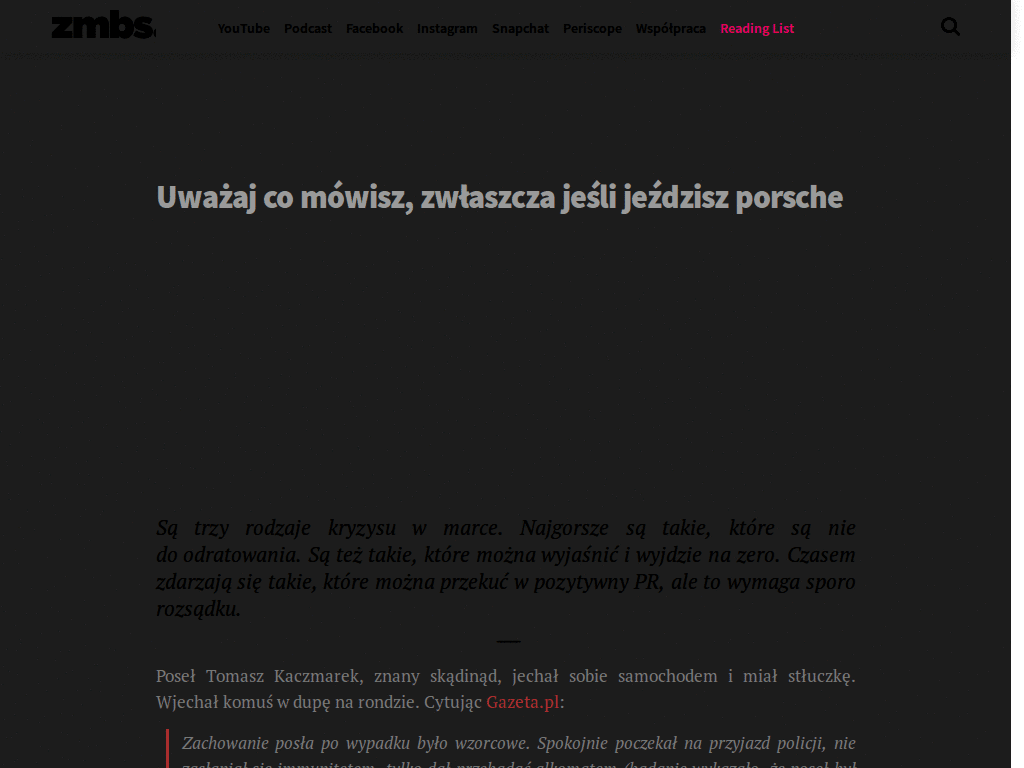 zmbs.
YouTube Podcast Facebook Instagram Snapchat Periscope Współpraca Reading List
Uważaj co mówisz, zwłaszcza jeśli jeździsz porsche
Są trzy rodzaje kryzysu w marce. Najgorsze są takie, które są nie
do odratowania. Są też takie, które można wyjaśnić i wyjdzie na zero. Czasem
zdarzają się takie, które można przekuć w pozytywny PR, ale to wymaga sporo
rozsądku.
Poseł Tomasz Kaczmarek, znany skądinąd, jechał sobie samochodem i miał stłuczkę.
Wjechał komuś w dupę na rondzie. Cytując Gazeta.pl:
Zachowanie posła po wypadku było wzorcowe. Spokojnie poczekał na przyjazd policji, nie